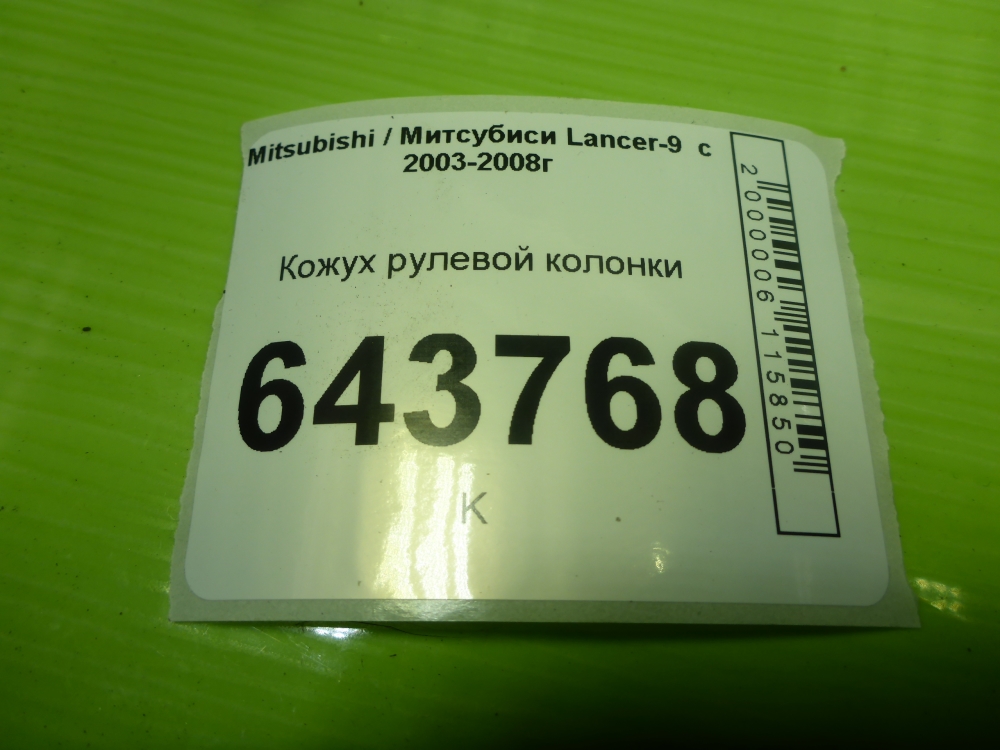 Mitsubishi / Митсубиси Lancer-9 с
2003-2008г
Кожух рулевой колонки
643768
К
2000006115850